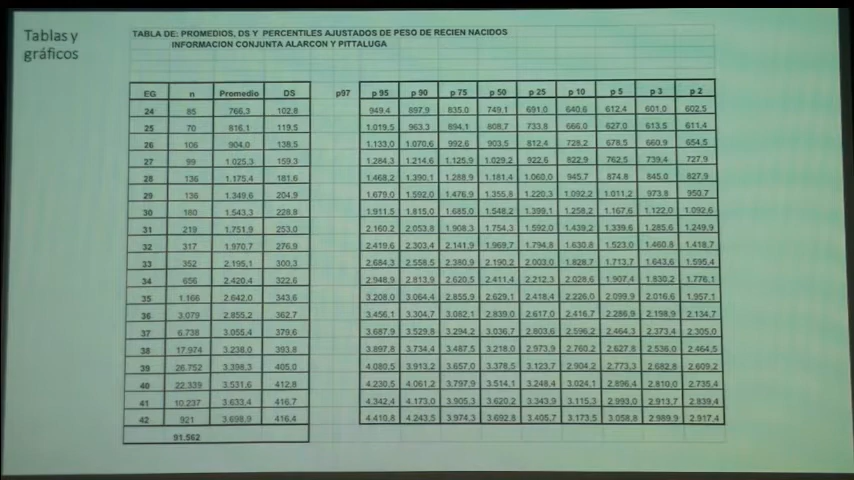 Tablas y
gráficos
TABLA DE: PROMEDIOS, DS Y PERCENTILES AJUSTADOS DE PESO DE RECIEN NACIDOS
INFORMACION CONJUNTA ALARCON Y PITTALUGA
EG n Promedio DS p97 p 95 p 90 p 75 p 50 p 25 p 10 p 5 p 3 p 2
24 85 766,3 102,8 949,4 897,9 835,0 749,1 691,0 640,6 612,4 601,0 602,5
25 70 816,1 119,5 1.019,5 963,3 894,1 808,7 733,8 666,0 627,0 613,5 611,4
26 106 904,0 138,5 1.133,0 1.070,6 992,6 903,5 812,4 728,2 678,5 660,9 654,5
27 99 1.025,3 159,3 1.284,3 1.214,6 1.125,9 1.029,2 922,6 822,9 762,5 739,4 727,9
28 136 1.175,4 181,6 1.468,2 1.390,1 1.288,9 1.181,4 1.060,0 945,7 874,8 845,0 827,9
29 136 1.349,6 204,9 1.679,0 1.592,0 1.476,9 1.355,8 1.220,3 1.092,2 1.011,2 973,8 950,7
30 180 1.543,3 228,8 1.911,5 1.815,0 1.685,0 1.548,2 1.399,1 1.258,2 1.167,6 1.122,0 1.092,6
31 219 1.751,9 253,0 2.160,2 2.053,8 1.908,3 1.754,3 1.592,0 1.439,2 1.339,6 1.285,6 1.249,9
32 317 1.970,7 276,9 2.419,6 2.303,4 2.141,9 1.969,7 1.794,8 1.630,8 1.523,0 1.460,8 1.418,7
33 352 2.195,1 300,3 2.684,3 2.558,5 2.380,9 2.190,2 2.003,0 1.828,7 1.713,7 1.643,6 1.595,4
34 656 2.420,4 322,6 2.948,9 2.813,9 2.620,5 2.411,4 2.212,3 2.028,6 1.907,4 1.830,2 1.776,1
35 1.166 2.642,0 343,6 3.208,0 3.064,4 2.855,9 2.629,1 2.418,4 2.226,0 2.099,9 2.016,6 1.957,1
36 3.079 2.855,2 362,7 3.456,1 3.304,7 3.082,1 2.839,0 2.617,0 2.416,7 2.286,9 2.198,9 2.134,7
37 6.738 3.055,4 379,6 3.687,9 3.529,8 3.294,2 3.036,7 2.803,6 2.596,2 2.464,3 2.373,4 2.305,0
38 17.974 3.238,0 393,8 3.897,8 3.734,4 3.487,5 3.218,0 2.973,9 2.760,2 2.627,8 2.536,0 2.464,5
39 26.752 3.398,3 405,0 4.080,5 3.913,2 3.657,0 3.378,5 3.123,7 2.904,2 2.773,3 2.682,8 2.609,2
40 22.339 3.531,6 412,8 4.230,5 4.061,2 3.797,9 3.514,1 3.248,4 3.024,1 2.896,4 2.810,0 2.735,4
41 10.237 3.633,4 416,7 4.342,4 4.173,0 3.905,3 3.620,2 3.343,9 3.115,3 2.993,0 2.913,7 2.839,4
42 921 3.698,9 416,4 4.410,8 4.243,5 3.974,3 3.692,8 3.405,7 3.173,5 3.058,8 2.989,9 2.917,4
91.562